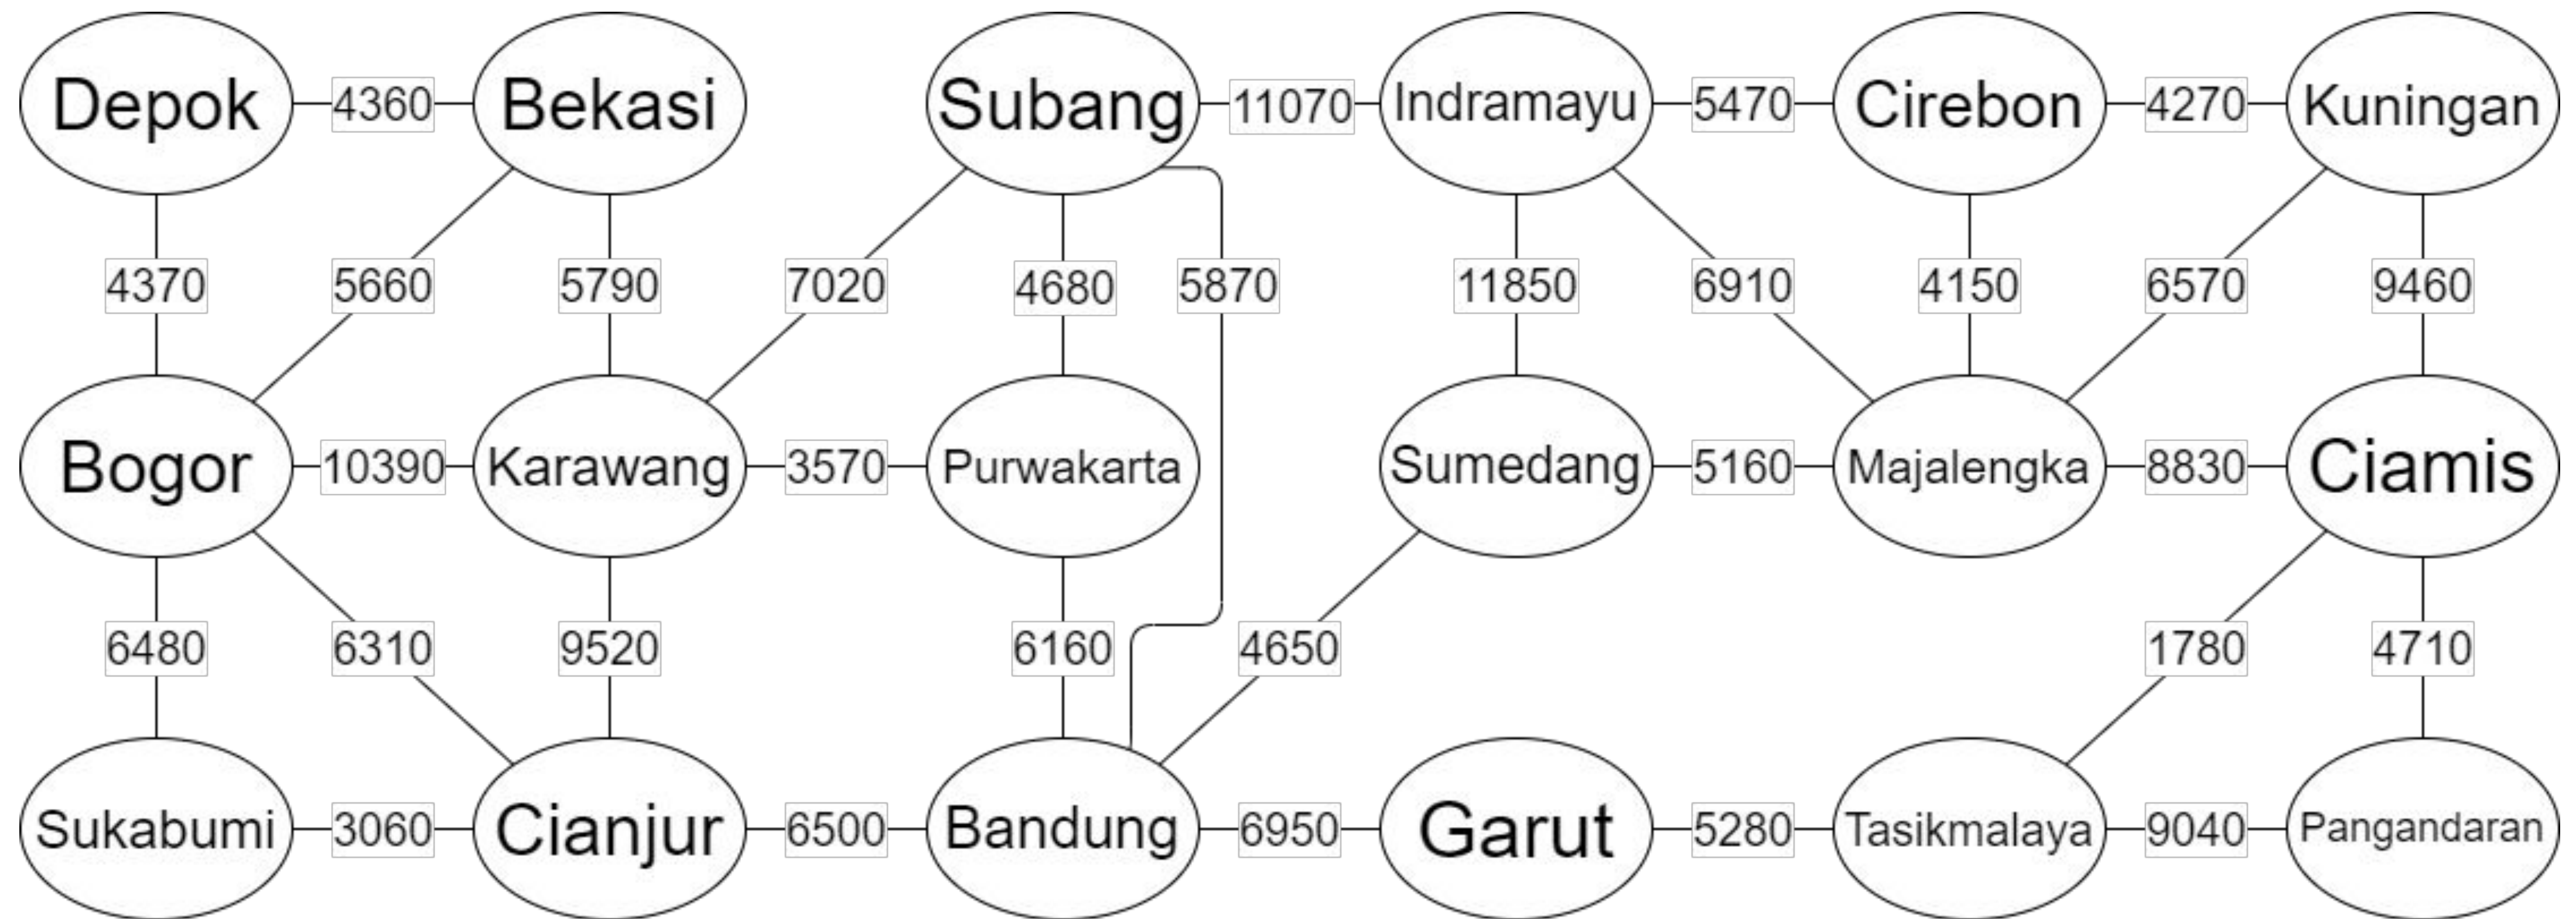 Depok 4360 Bekasi Subang 11070 Indramayu 5470 Cirebon 4270 Kuningan
4370 5660 5790 7020 4680 5870 11850 6910 4150 6570 9460
Bogor 10390 Karawang 3570 Purwakarta Sumedang 5160 Majalengka 8830 Ciamis
6480 6310 9520 6160 4650 1780 4710
Sukabumi 3060 Cianjur 6500 Bandung 6950 Garut 5280 Tasikmalaya 9040 Pangandaran